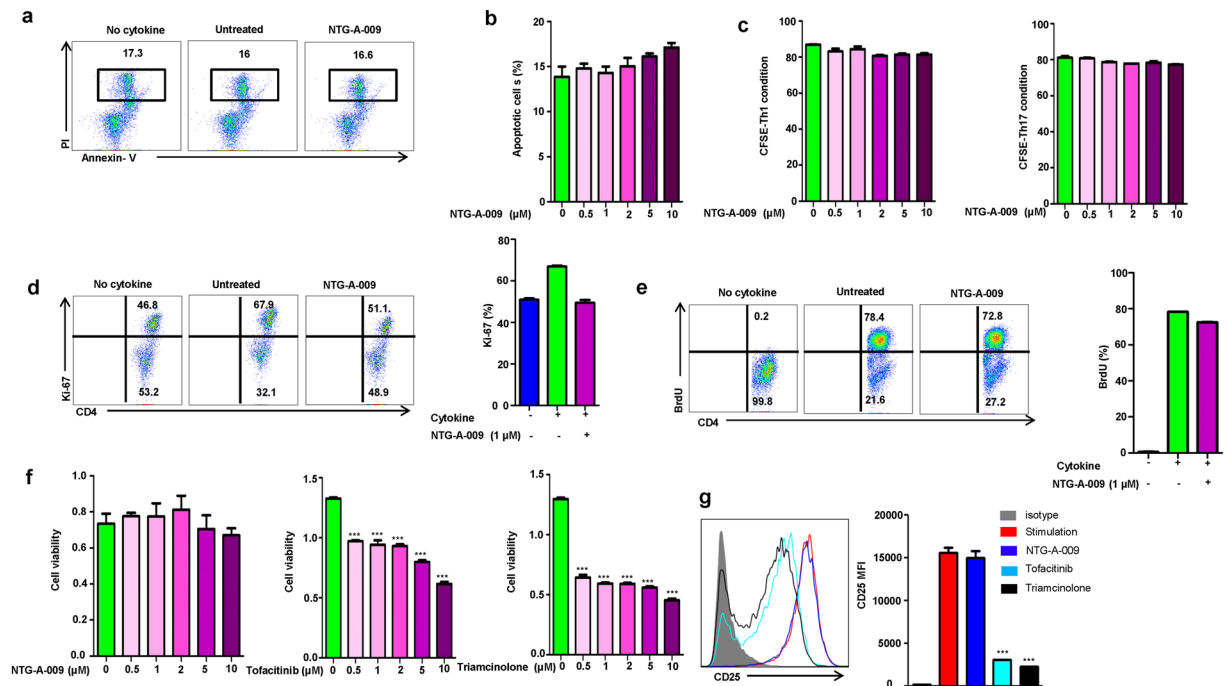 a
No cytokine Untreated NTG-A-009
17.3 16 16.6
PI
Annexin- V
b
Apoptotic cell s (%)
20
15
10
5
0
NTG-A-009 (µM) 0 0.5 1 2 5 10
c
CFSE-Th1 condition
100
80
60
40
20
0
NTG-A-009 (µM) 0 0.5 1 2 5 10
CFSE-Th17 condition
100
80
60
40
20
0
NTG-A-009 (µM) 0 0.5 1 2 5 10
d
No cytokine Untreated NTG-A-009
46.8 67.9 51.1.
53.2 32.1 48.9
Ki-67
CD4
Ki-67 (%)
80
60
40
20
0
Cytokine - + +
NTG-A-009 (1 µM) - - +
e
No cytokine Untreated NTG-A-009
0.2 78.4 72.8
99.8 21.6 27.2
BrdU
CD4
BrdU (%)
100
80
60
40
20
0
Cytokine - + +
NTG-A-009 (1 µM) - - +
f
Cell viability
0.8
0.6
0.4
0.2
0.0
NTG-A-009 (µM) 0 0.5 1 2 5 10
Cell viability
1.5
1.0
0.5
0.0
*** *** *** *** ***
Tofacitinib (µM) 0 0.5 1 2 5 10
Cell viability
1.5
1.0
0.5
0.0
*** *** *** *** ***
Triamcinolone (µM) 0 0.5 1 2 5 10
g
CD25
CD25 MFI
20000
15000
10000
5000
0
*** ***
isotype
Stimulation
NTG-A-009
Tofacitinib
Triamcinolone